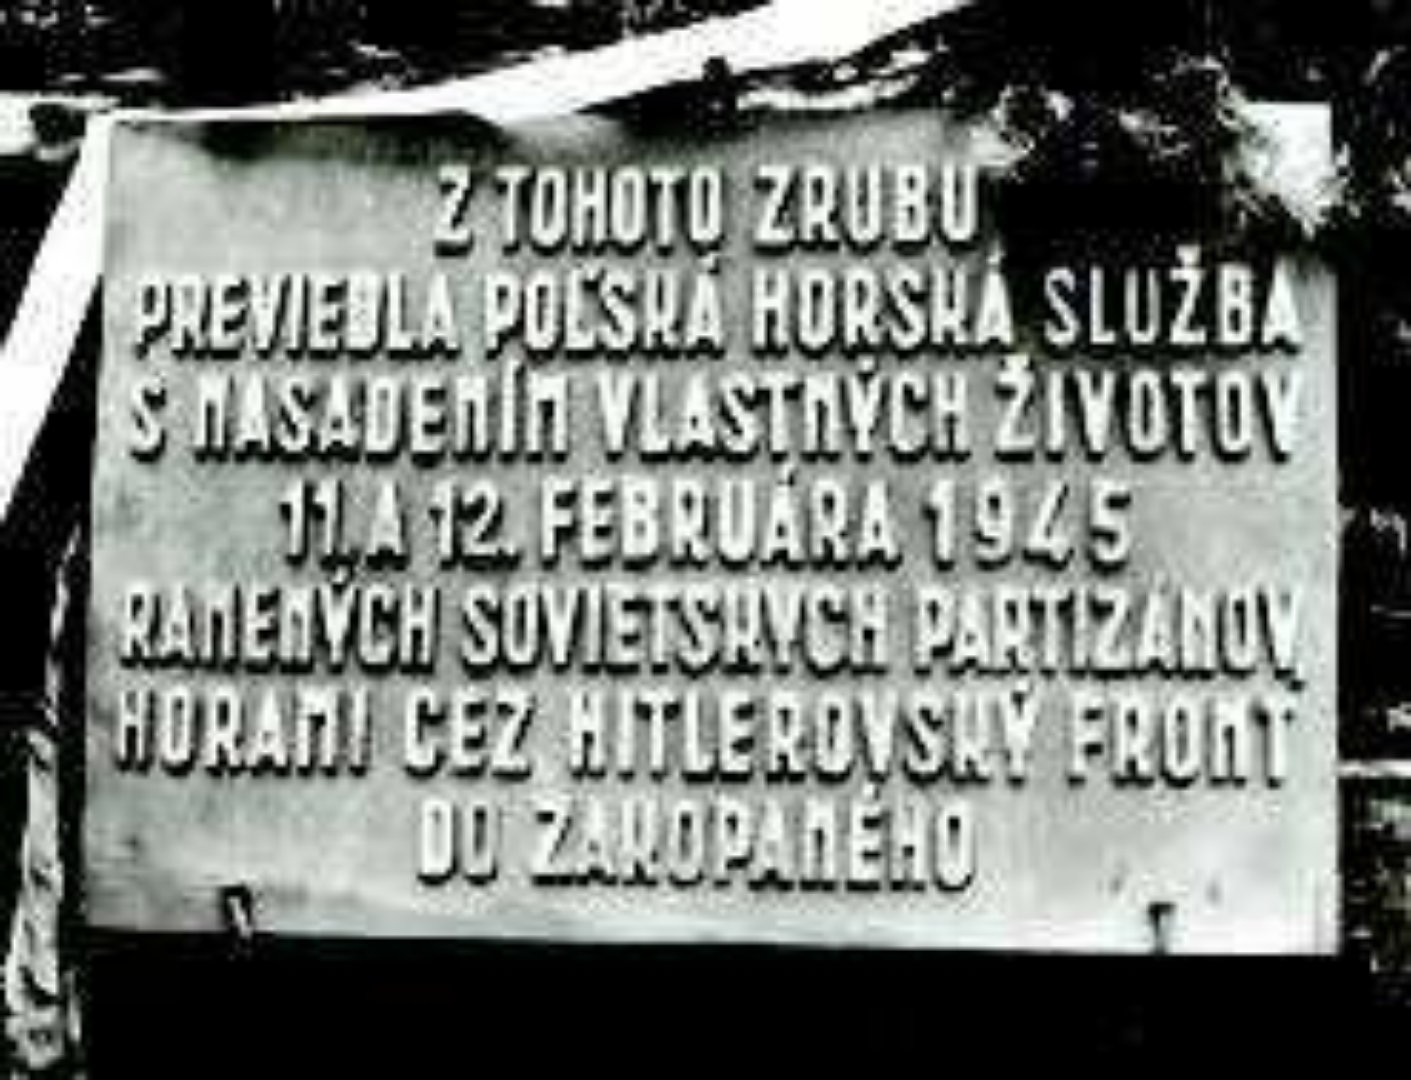 Z TOHOTO ZRUBU
PREVIEDLA POĽSKÁ HORSKÁ SLUŽBA
S NASADENÍM VLASTNÝCH ŽIVOTOV
11. A 12. FEBRUÁRA 1945
RANENÝCH SOVIETSKYCH PARTIZÁNOV,
HORAMI CEZ HITLEROVSKÝ FRONT
DO ZAKOPANÉHO